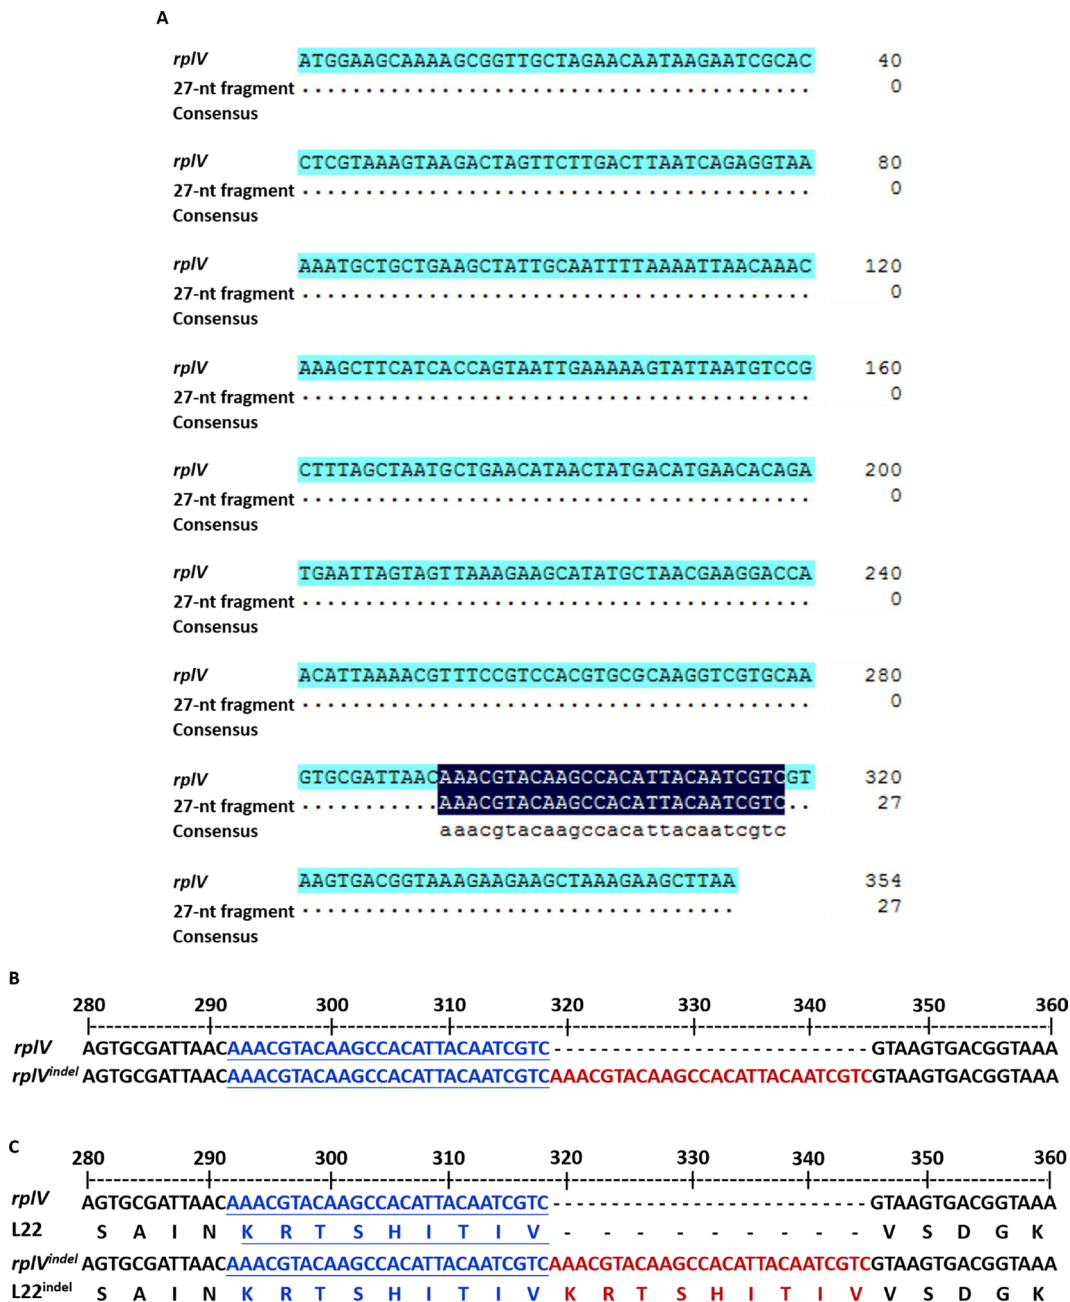 A
rplV ATGGAAGCAAAAGCGGTTGCTAGAACAATAAGAATCGCAC 40
27-nt fragment ........................................ 0
Consensus
rplV CTCGTAAAGTAAGACTAGTTCTTGACTTAATCAGAGGTAA 80
27-nt fragment ........................................ 0
Consensus
rplV AAATGCTGCTGAAGCTATTGCAATTTTAAAATTAACAAAC 120
27-nt fragment ........................................ 0
Consensus
rplV AAAGCTTCATCACCAGTAATTGAAAAAGTATTAATGTCCG 160
27-nt fragment ........................................ 0
Consensus
rplV CTTTAGCTAATGCTGAACATAACTATGACATGAACACAGA 200
27-nt fragment ........................................ 0
Consensus
rplV TGAATTAGTAGTTAAAGAAGCATATGCTAACGAAGGACCA 240
27-nt fragment ........................................ 0
Consensus
rplV ACATTAAAACGTTTCCGTCCACGTGCGCAAGGTCGTGCAA 280
27-nt fragment ........................................ 0
Consensus
rplV GTGCGATTAACAAACGTACAAGCCACATTACAATCGTCGT 320
27-nt fragment ...........AAACGTACAAGCCACATTACAATCGTC.. 27
Consensus aaacgtacaagccacattacaatcgtc
rplV AAGTGACGGTAAAGAAGAAGCTAAAGAAGCTTAA 354
27-nt fragment .................................. 27
Consensus
B
280 290 300 310 320 330 340 350 360
rplV AGTGCGATTAACAAACGTACAAGCCACATTACAATCGTC---------------------------GTAAGTGACGGTAAA
rplVindel AGTGCGATTAACAAACGTACAAGCCACATTACAATCGTCAAACGTACAAGCCACATTACAATCGTCGTAAGTGACGGTAAA
C
280 290 300 310 320 330 340 350 360
rplV AGTGCGATTAACAAACGTACAAGCCACATTACAATCGTC---------------------------GTAAGTGACGGTAAA
L22 S A I N K R T S H I T I V - - - - - - - - - V S D G K
rplVindel AGTGCGATTAACAAACGTACAAGCCACATTACAATCGTCAAACGTACAAGCCACATTACAATCGTCGTAAGTGACGGTAAA
L22indel S A I N K R T S H I T I V K R T S H I T I V V S D G K